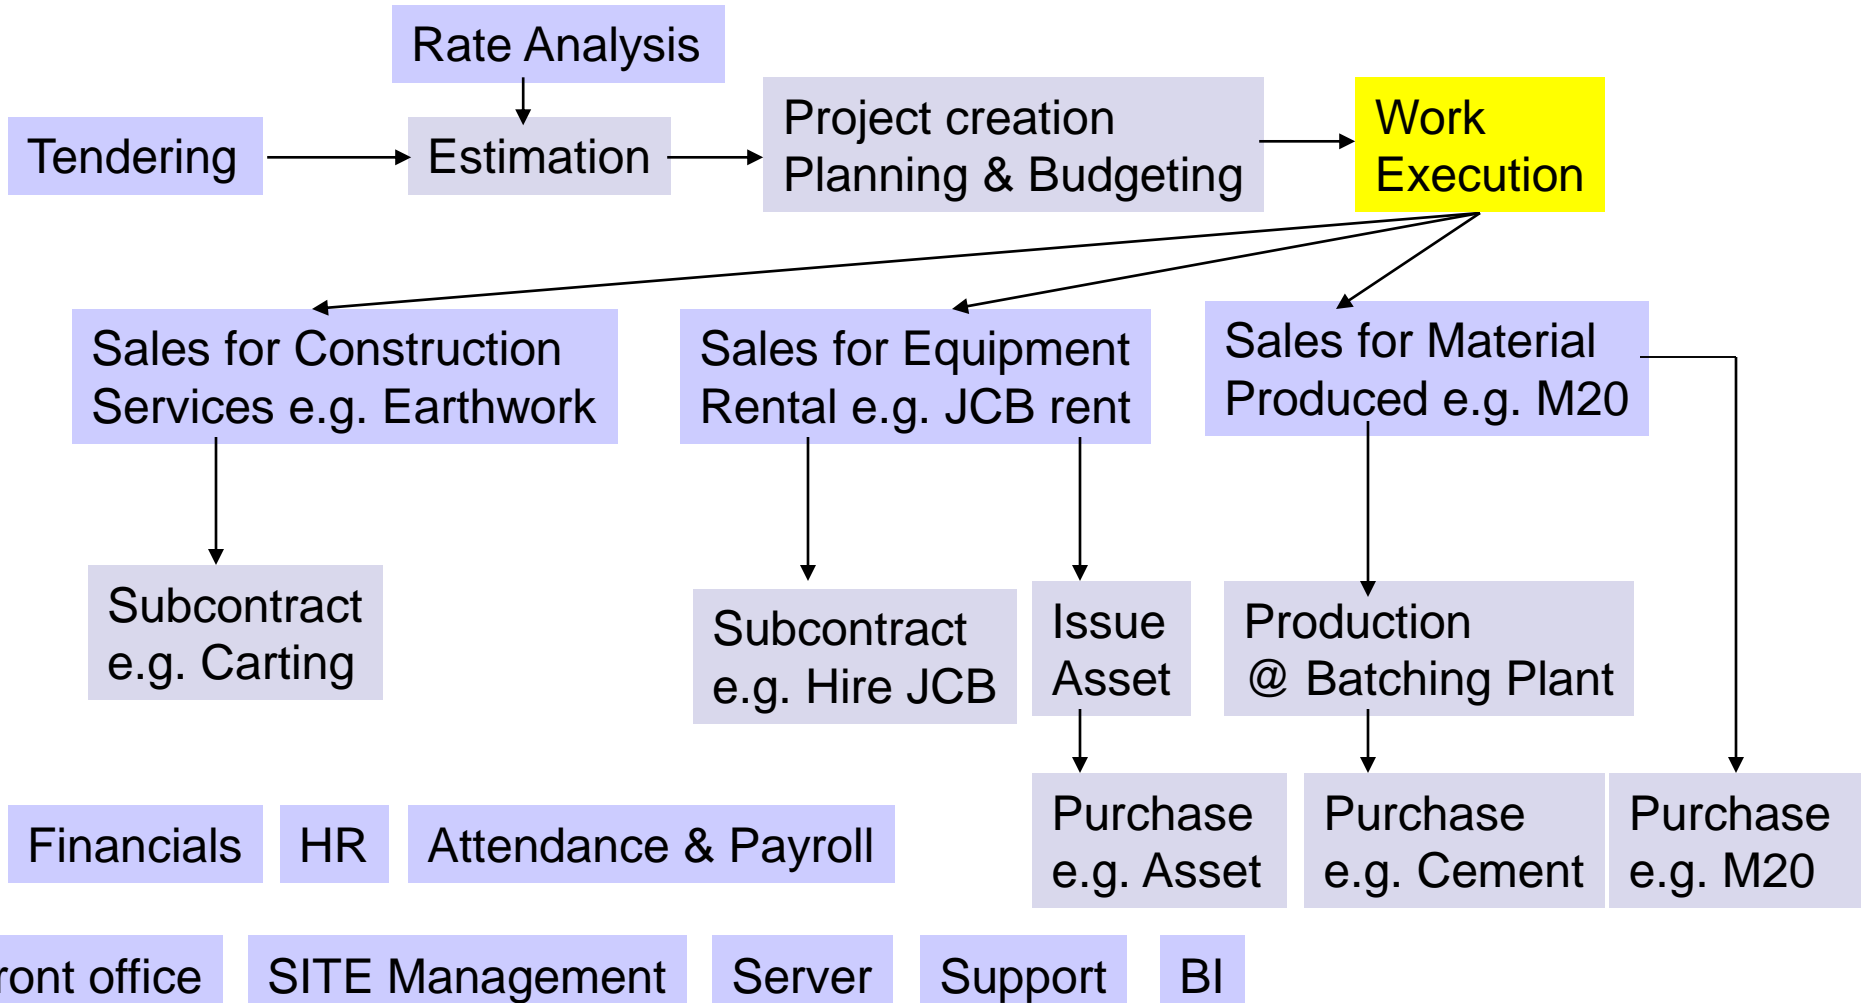 Rate Analysis
Tendering
Estimation
Project creation
Planning & Budgeting
Work
Execution
Sales for Construction
Services e.g. Earthwork
Sales for Equipment
Rental e.g. JCB rent
Sales for Material
Produced e.g. M20
Subcontract
e.g. Carting
Subcontract
e.g. Hire JCB
Issue
Asset
Production
@ Batching Plant
Purchase
e.g. Asset
Purchase
e.g. Cement
Purchase
e.g. M20
Financials
HR
Attendance & Payroll
ront office
SITE Management
Server
Support
BI